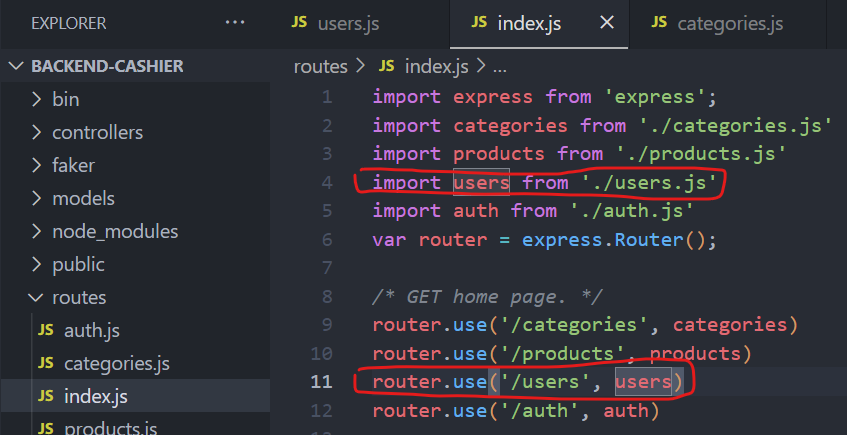 EXPLORER ...
users.js index.js × categories.js
BACKEND-CASHIER
bin
controllers
faker
models
node_modules
public
routes
JS auth.js
JS categories.js
JS index.js
JS products.js
routes > JS index.js > ...
1 import express from 'express';
2 import categories from './categories.js'
3 import products from './products.js'
4 import users from './users.js'
5 import auth from './auth.js'
6 var router = express.Router();
7
8 /* GET home page. */
9 router.use('/categories', categories)
10 router.use('/products', products)
11 router.use('/users', users)
12 router.use('/auth', auth)